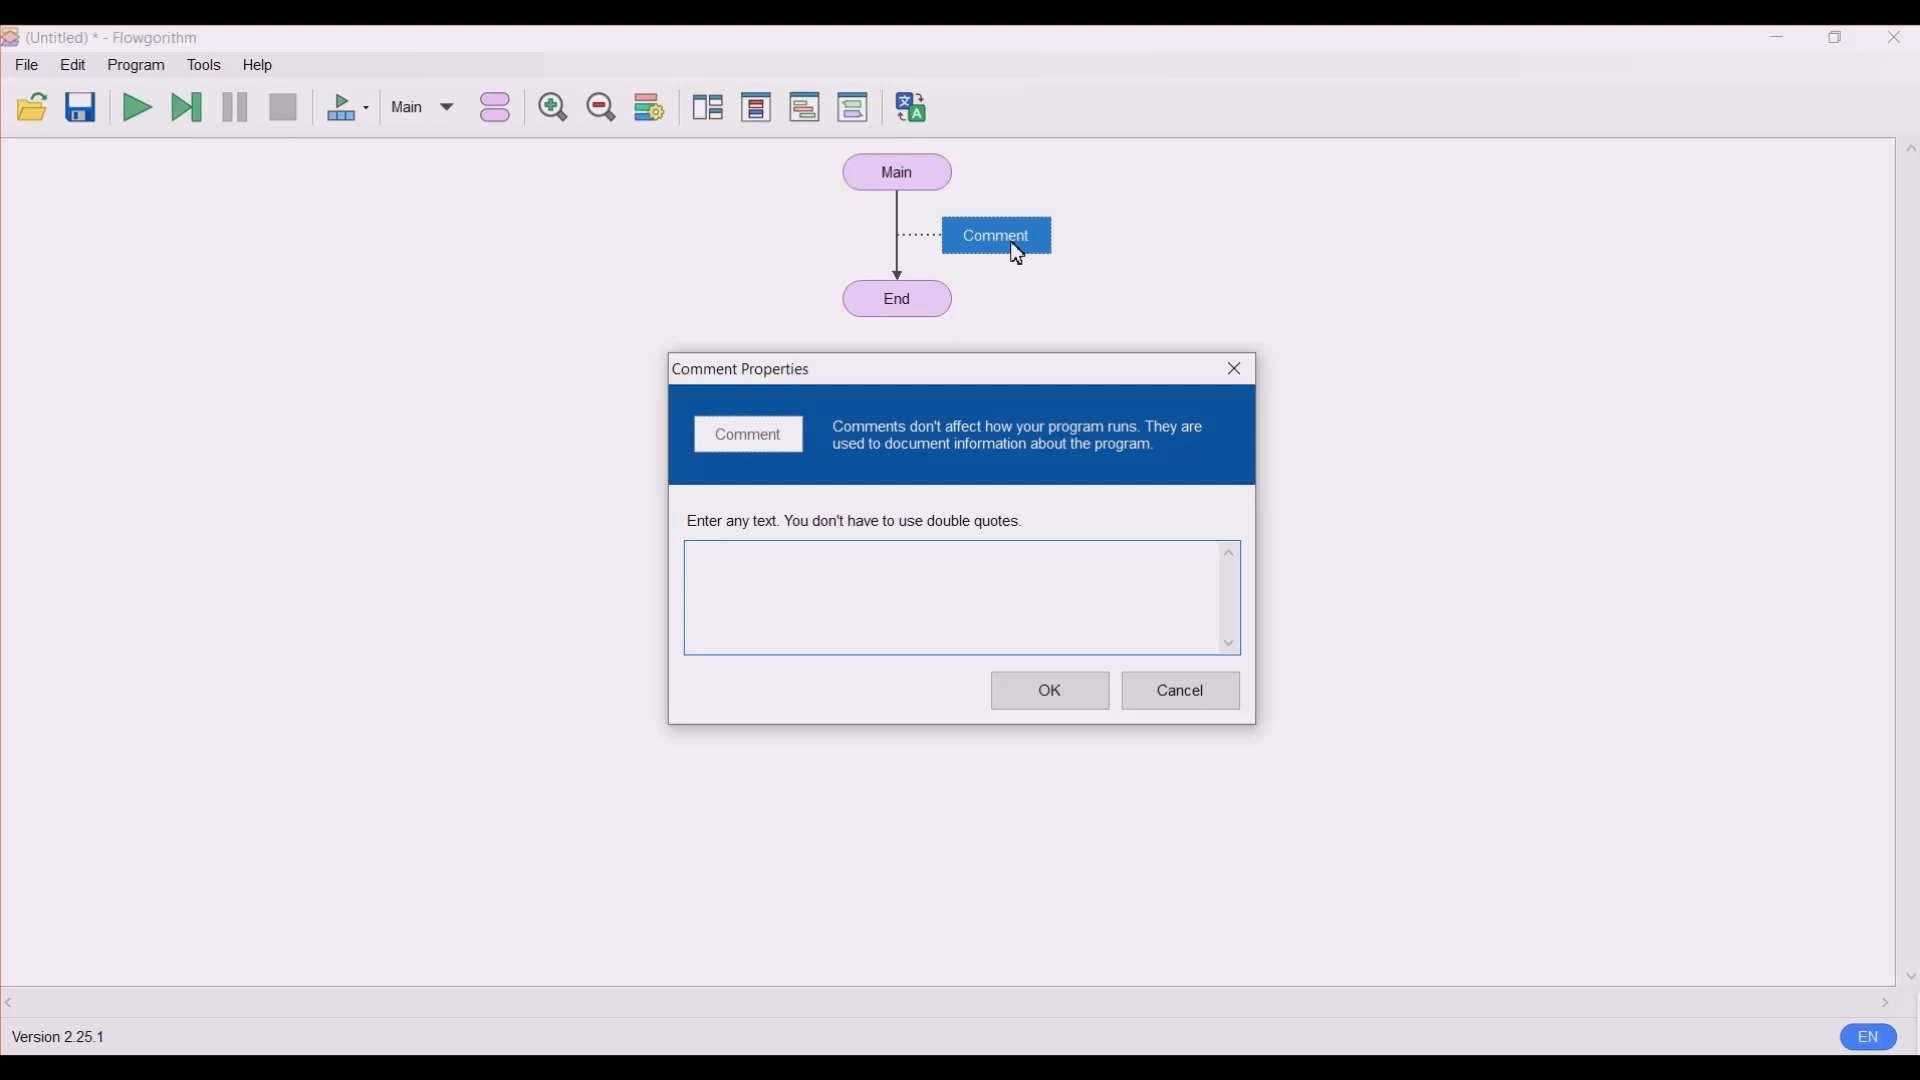 (Untitled) * - Flowgorithm
File Edit Program Tools Help
Main
文 A
Main
Comment
End
Comment Properties
Comment
Comments don't affect how your program runs. They are
used to document information about the program.
Enter any text. You don't have to use double quotes.
OK Cancel
Version 2.25.1
EN